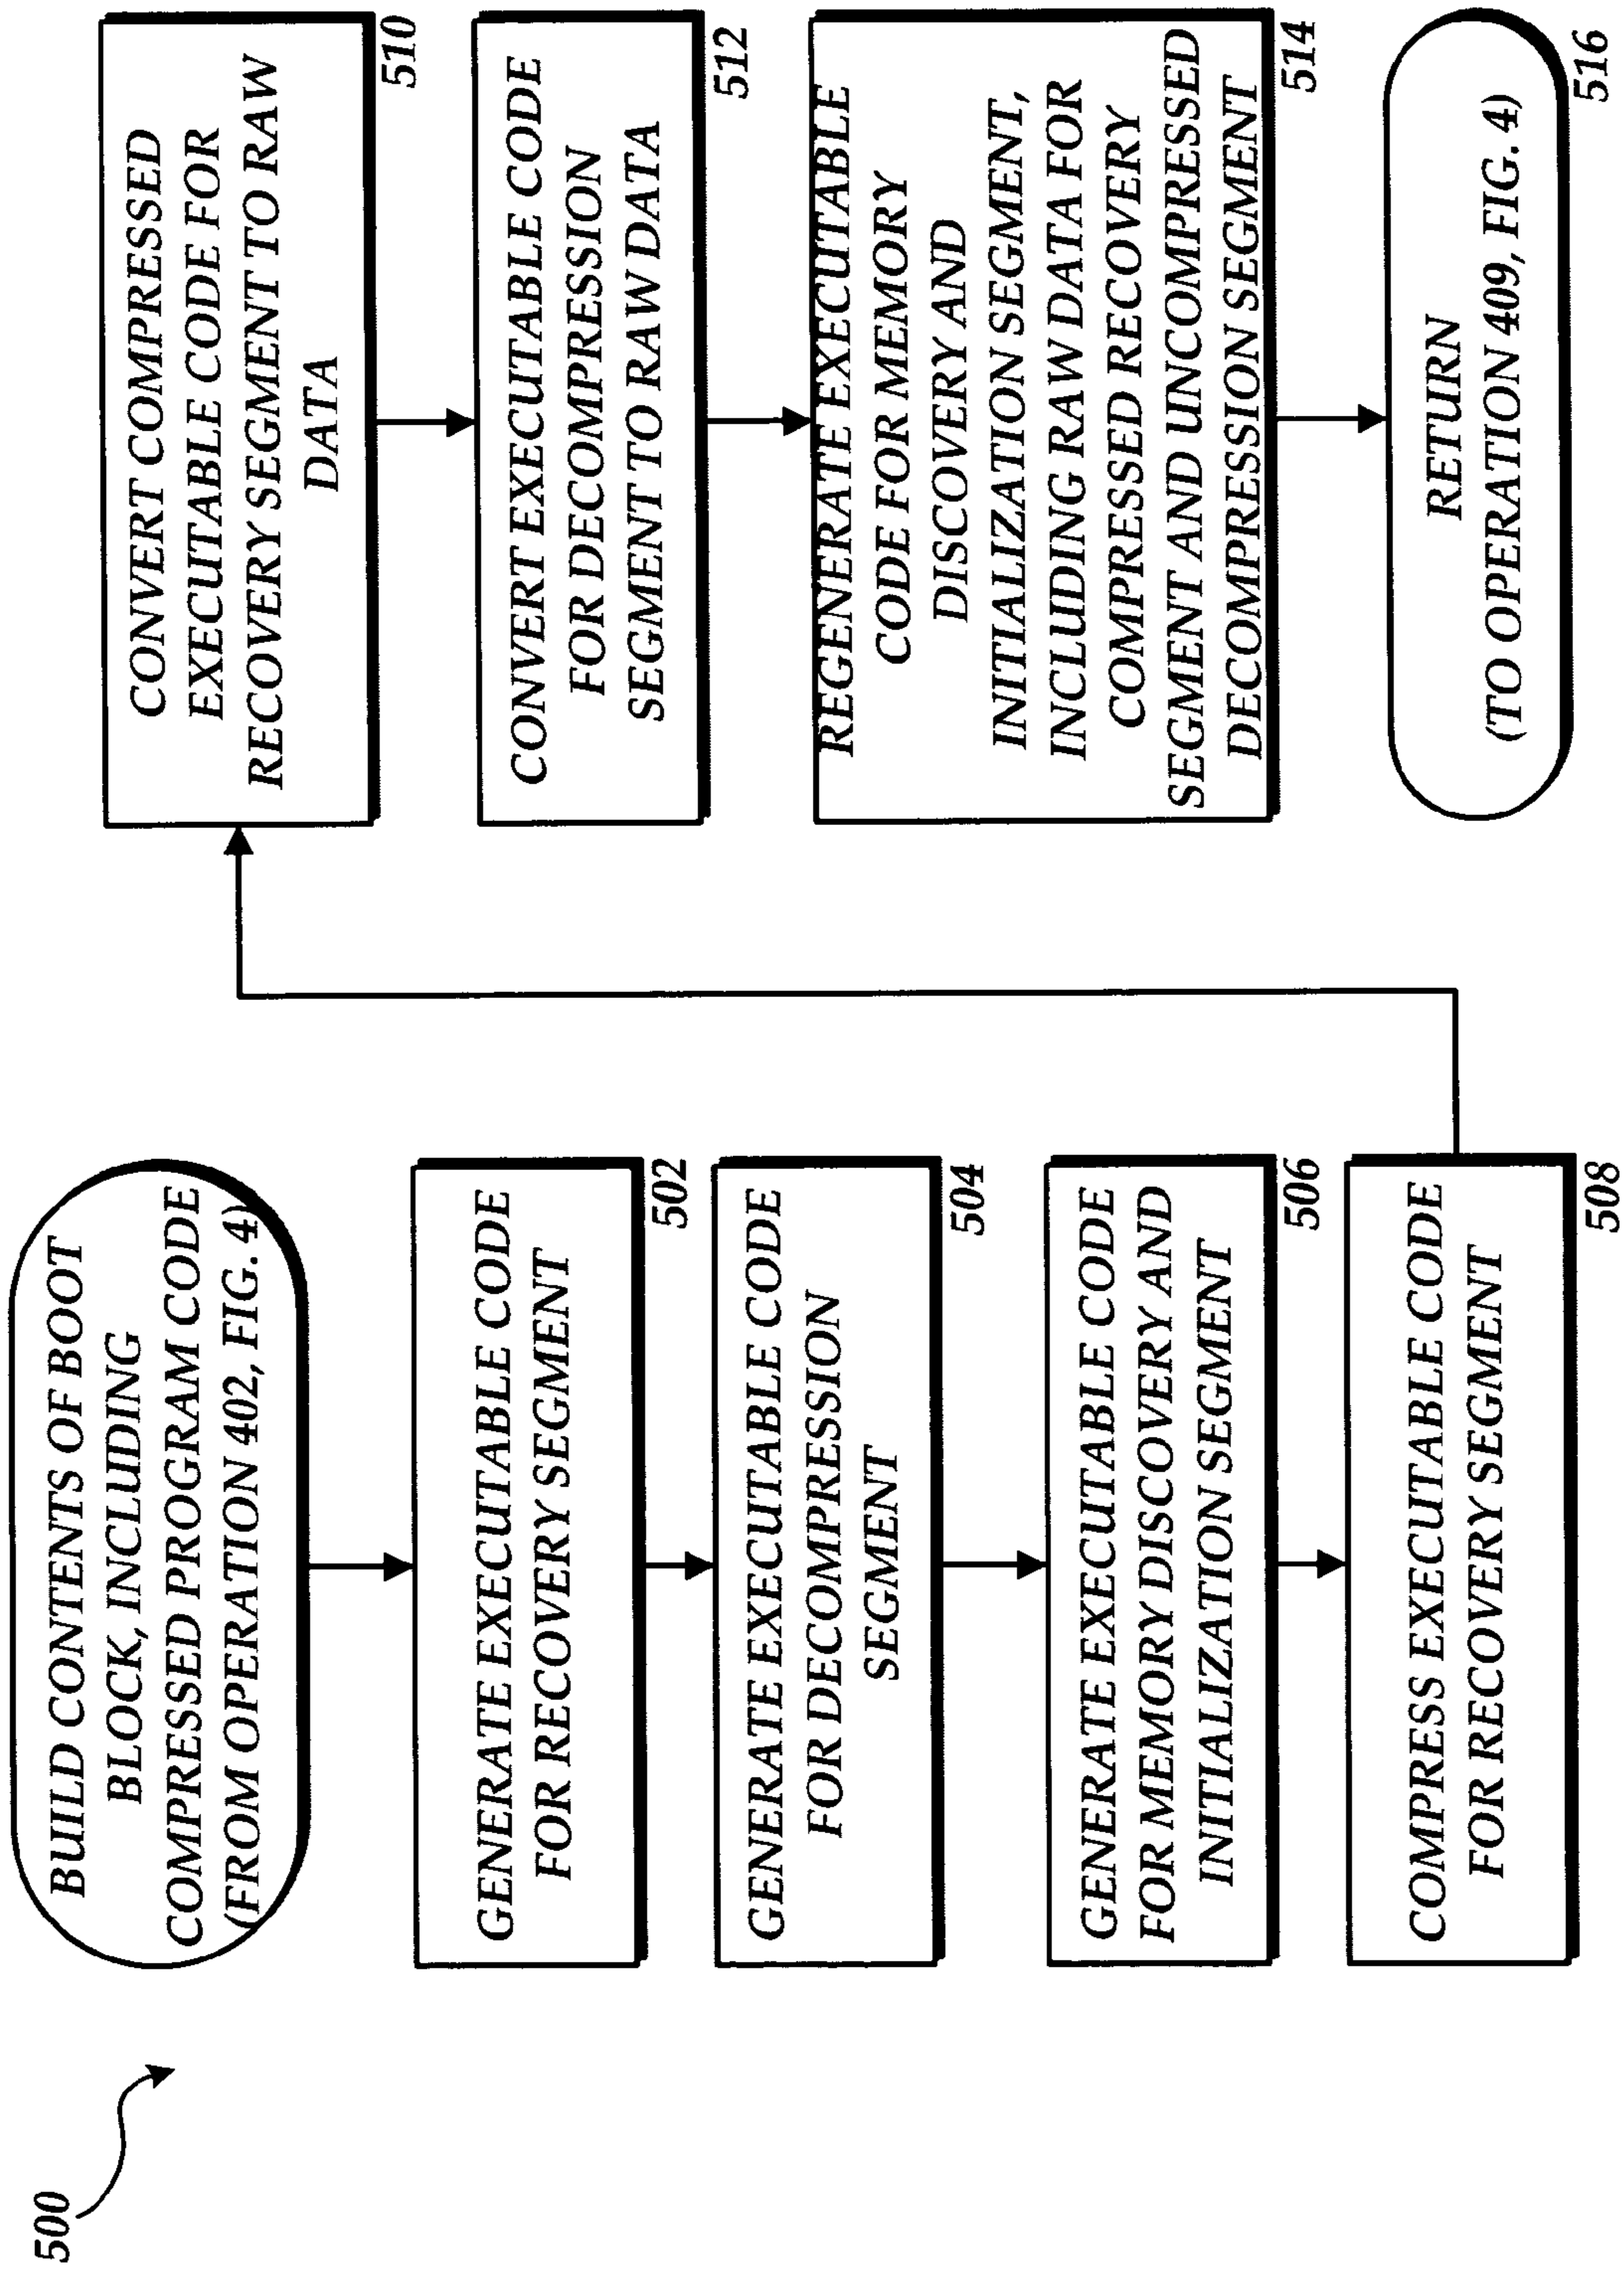 500
BUILD CONTENTS OF BOOT
BLOCK, INCLUDING
COMPRESSED PROGRAM CODE
(FROM OPERATION 402, FIG. 4)
GENERATE EXECUTABLE CODE
FOR RECOVERY SEGMENT
502
GENERATE EXECUTABLE CODE
FOR DECOMPRESSION
SEGMENT
504
GENERATE EXECUTABLE CODE
FOR MEMORY DISCOVERY AND
INITIALIZATION SEGMENT
506
COMPRESS EXECUTABLE CODE
FOR RECOVERY SEGMENT
508
CONVERT COMPRESSED
EXECUTABLE CODE FOR
RECOVERY SEGMENT TO RAW
DATA
510
CONVERT EXECUTABLE CODE
FOR DECOMPRESSION
SEGMENT TO RAW DATA
512
REGENERATE EXECUTABLE
CODE FOR MEMORY
DISCOVERY AND
INITIALIZATION SEGMENT,
INCLUDING RAW DATA FOR
COMPRESSED RECOVERY
SEGMENT AND UNCOMPRESSED
DECOMPRESSION SEGMENT
514
RETURN
(TO OPERATION 409, FIG. 4)
516